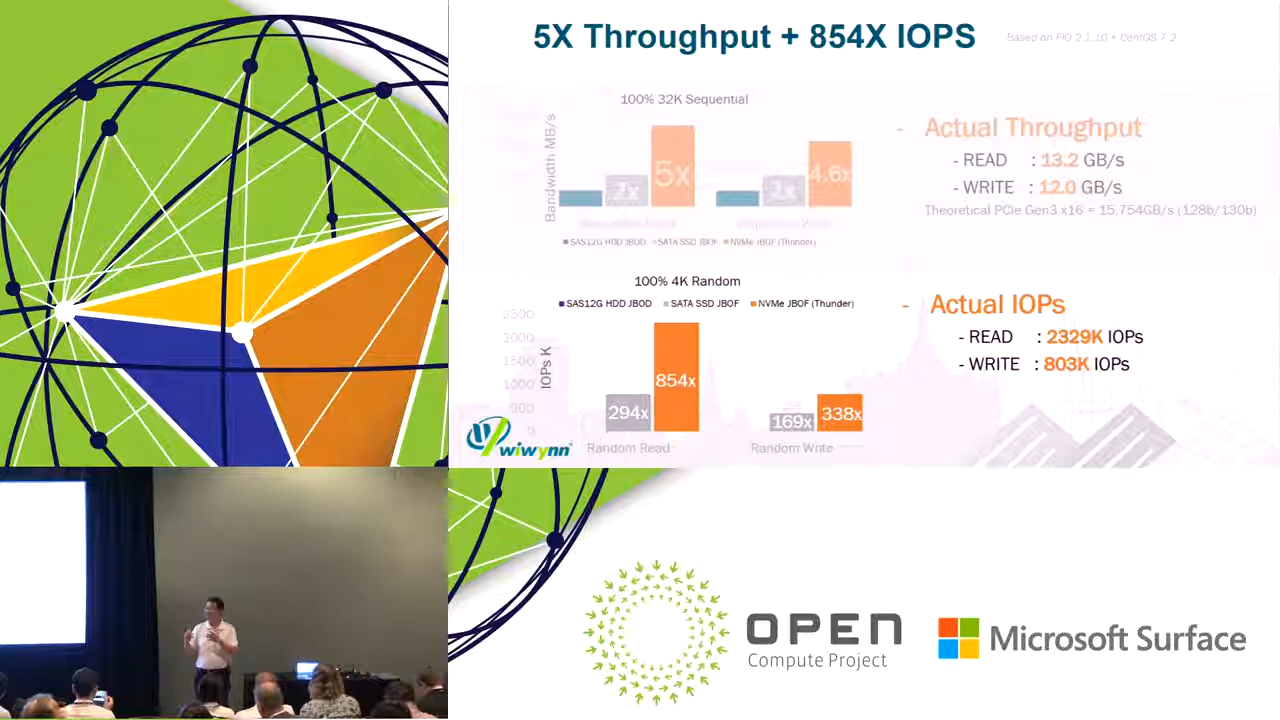 5X Throughput + 854X IOPS
Based on FIO 2.1.10 + CentOS 7.2
100% 32K Sequential
Bandwidth MB/s
1x
5x
1x
4.6x
SAS12G HDD JBOD
SATA SSD JBOF
NVMe JBOF (Thunder)
- Actual Throughput
- READ : 13.2 GB/s
- WRITE : 12.0 GB/s
Theoretical PCIe Gen3 x16 = 15.754GB/s (128b/130b)
100% 4K Random
SAS12G HDD JBOD
SATA SSD JBOF
NVMe JBOF (Thunder)
IOPs K
2500
2000
1500
1000
500
0
294x
854x
169x
338x
Random Read
Random Write
- Actual IOPs
- READ : 2329K IOPs
- WRITE : 803K IOPs
wiwynn
OPEN
Compute Project
Microsoft Surface